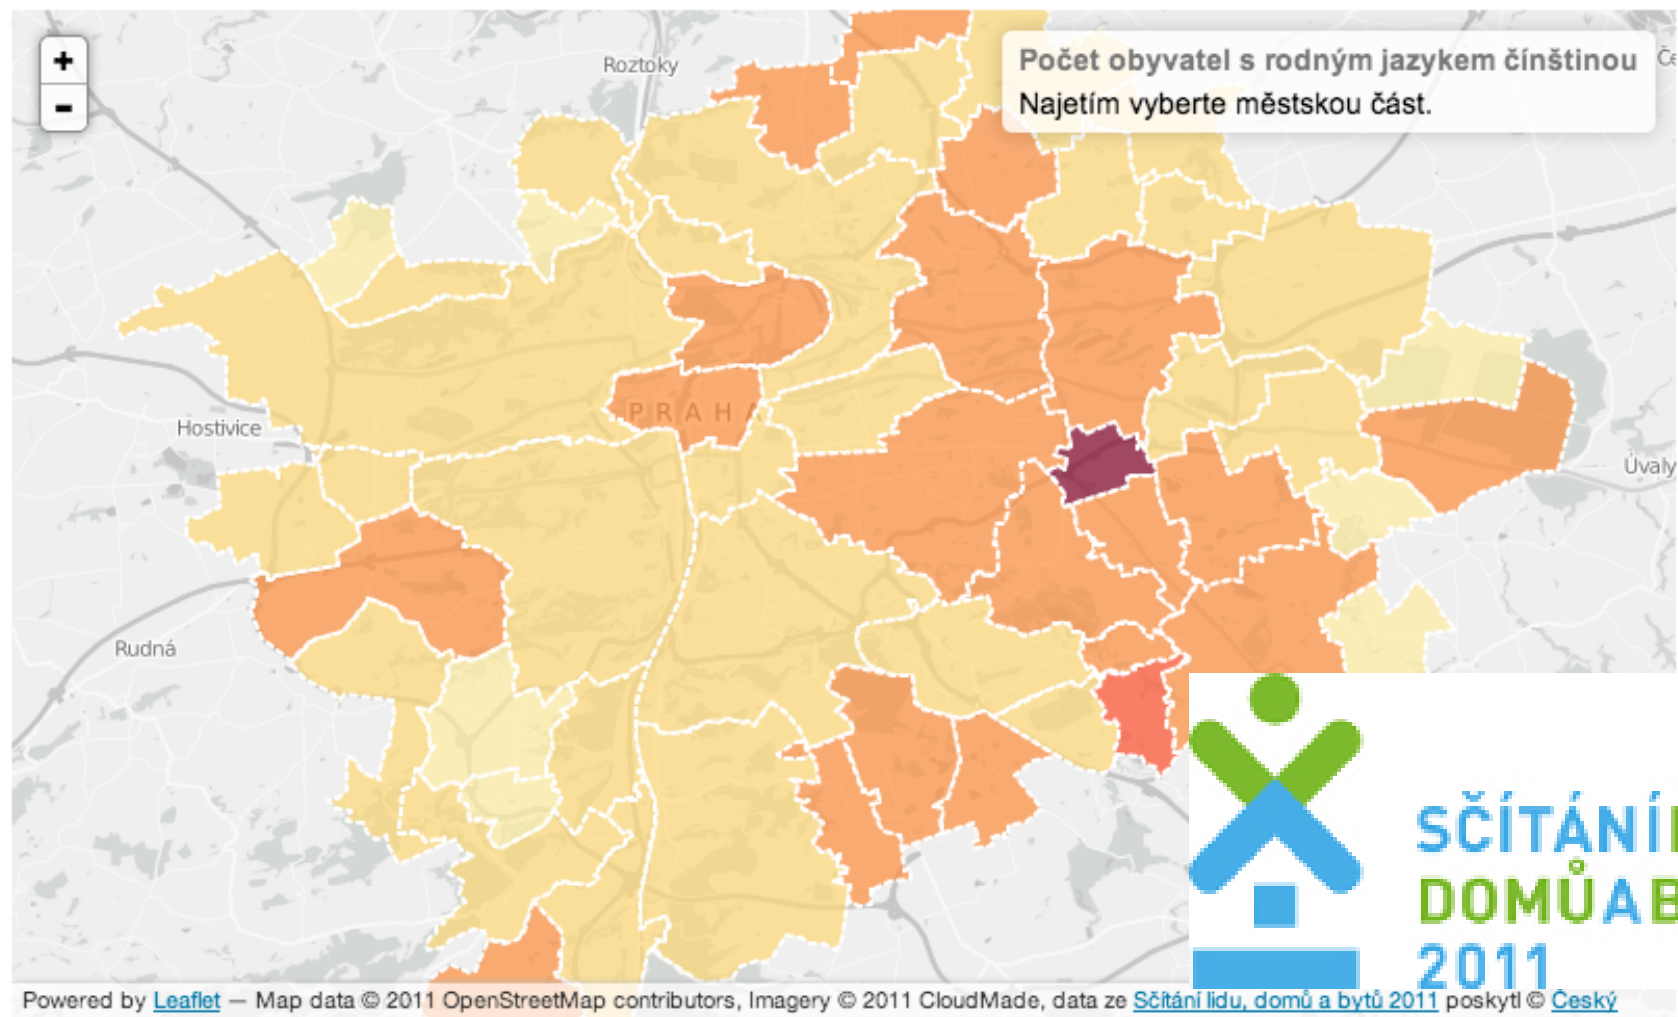 +
-
Roztoky
Počet obyvatel s rodným jazykem čínštinou
Najetím vyberte městskou část.
PRAHA
Hostivice
Úvaly
Rudná
SČÍTÁNÍ
DOMŮAB
2011
Powered by Leaflet — Map data © 2011 OpenStreetMap contributors, Imagery © 2011 CloudMade, data ze Sčítání lidu, domů a bytů 2011 poskytl © Český